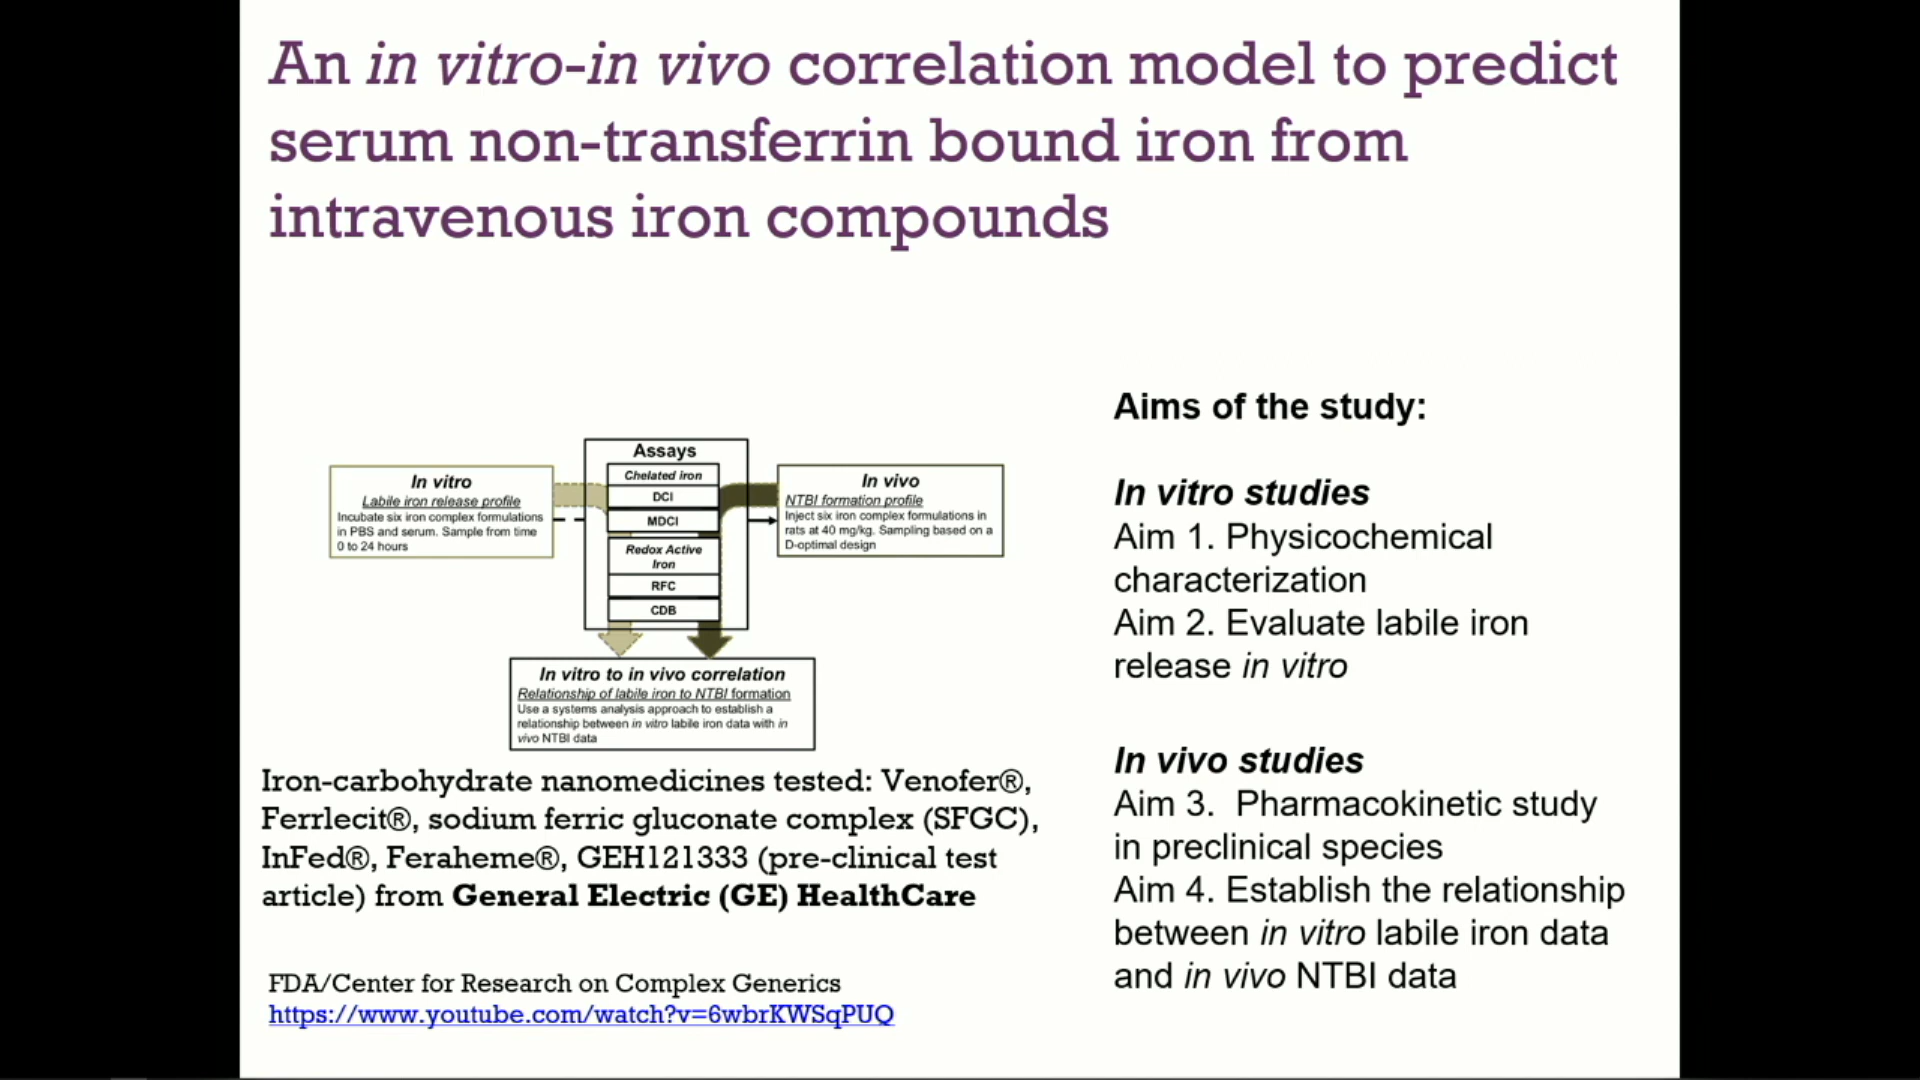 An in vitro-in vivo correlation model to predict
serum non-transferrin bound iron from
intravenous iron compounds
In vitro
Labile iron release profile
Incubate six iron complex formulations
in PBS and serum. Sample from time
0 to 24 hours
Assays
Chelated iron
DCI
MDCI
Redox Active
Iron
RFC
CDB
In vivo
NTBI formation profile
Inject six iron complex formulations in
rats at 40 mg/kg. Sampling based on a
D-optimal design
In vitro to in vivo correlation
Relationship of labile iron to NTBI formation
Use a systems analysis approach to establish a
relationship between in vitro labile iron data with in
vivo NTBI data
Iron-carbohydrate nanomedicines tested: Venofer®,
Ferrlecit®, sodium ferric gluconate complex (SFGC),
InFed®, Feraheme®, GEH121333 (pre-clinical test
article) from General Electric (GE) HealthCare
FDA/Center for Research on Complex Generics
https://www.youtube.com/watch?v=6wbrKWSqPUQ
Aims of the study:
In vitro studies
Aim 1. Physicochemical
characterization
Aim 2. Evaluate labile iron
release in vitro
In vivo studies
Aim 3.  Pharmacokinetic study
in preclinical species
Aim 4. Establish the relationship
between in vitro labile iron data
and in vivo NTBI data